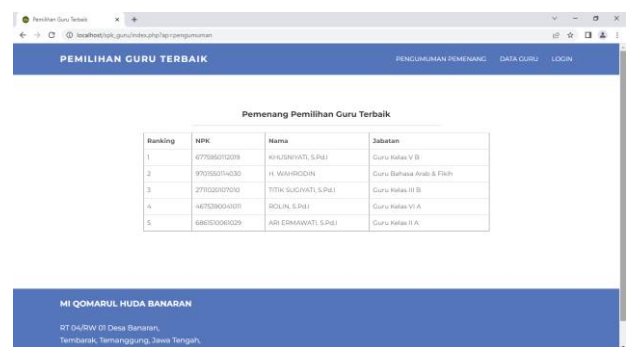 Pemilihan Guru Terbaik
localhost/spk_guru/index.php?ap=pengumuman
PEMILIHAN GURU TERBAIK
PENGUMUMAN PEMENANG DATA GURU LOGIN
Pemenang Pemilihan Guru Terbaik
Ranking NPK Nama Jabatan
1 KHUSNIYATI, S.Pd.I Guru Kelas V B
2 9701550114030 H. WAHRODIN Guru Bahasa Arab & Fikih
3 2711020107010 TITIK SUGIYATI, S.Pd.I Guru Kelas III B
4 4675390041011 ROLIN, S.Pd.I Guru Kelas VI A
5 6861510061029 ARI ERMAWATI, S.Pd.I Guru Kelas II A
MI QOMARUL HUDA BANARAN
RT 04/RW 01 Desa Banaran,
Tembarak, Temanggung, Jawa Tengah,